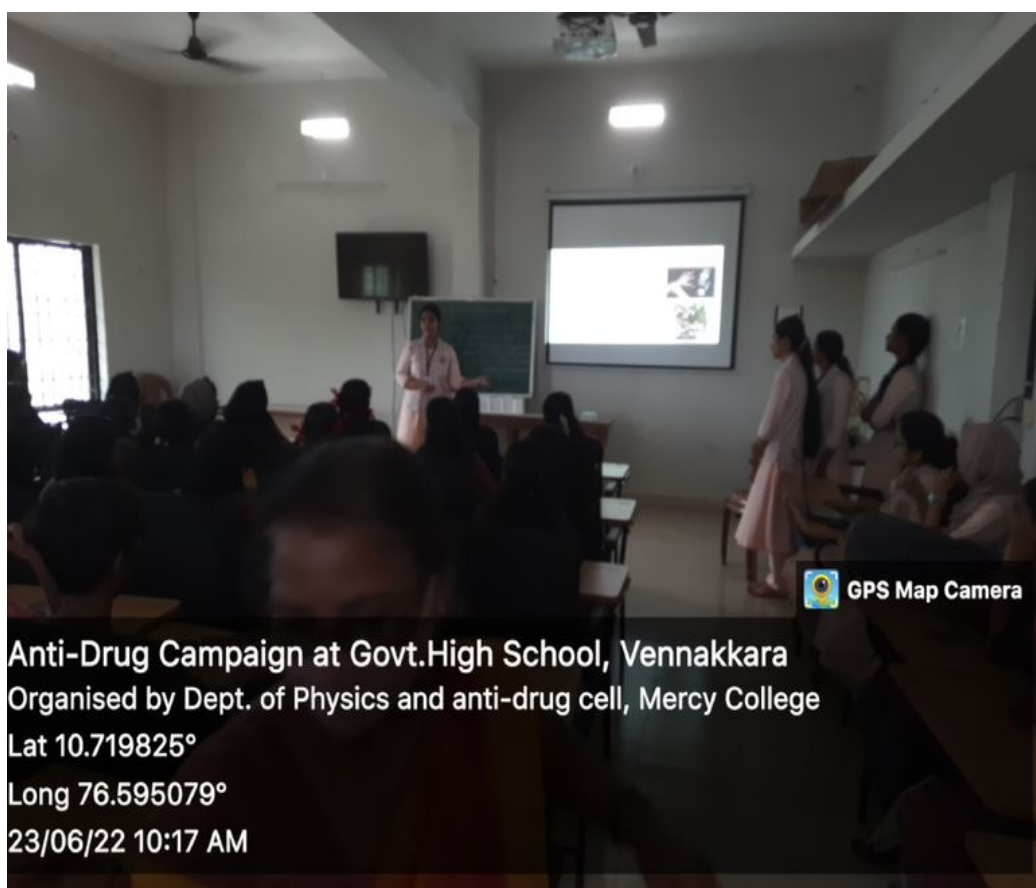 GPS Map Camera
Anti-Drug Campaign at Govt.High School, Vennakkara
Organised by Dept. of Physics and anti-drug cell, Mercy College
Lat 10.719825°
Long 76.595079°
23/06/22 10:17 AM